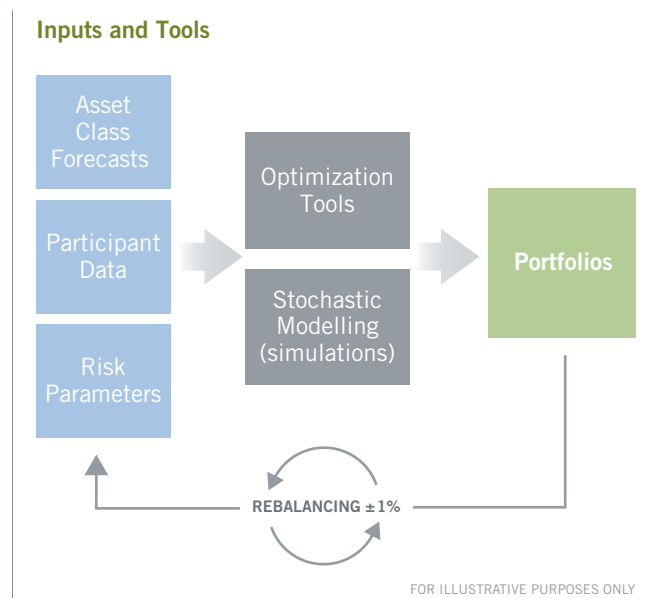 Inputs and Tools
Asset
Class
Forecasts
Participant
Data
Risk
Parameters
Optimization
Tools
Stochastic
Modelling
(simulations)
Portfolios
REBALANCING ±1%
FOR ILLUSTRATIVE PURPOSES ONLY